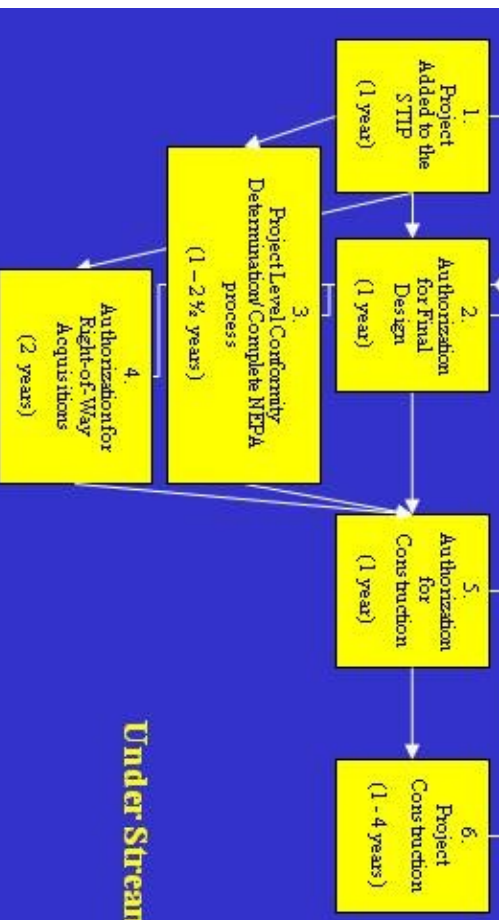 1.
Project
Added to the
STIP
(1 year)
2.
Authorization
for Final
Design
(1 year)
3.
Project Level Conformity
Determination/Complete NEPA
process
(1 – 2 ½ years)
4.
Authorization for
Right-of-Way
Acquisitions
(2 years)
5.
Authorization
for
Construction
(1 year)
6.
Project
Construction
(1 - 4 years)
Under